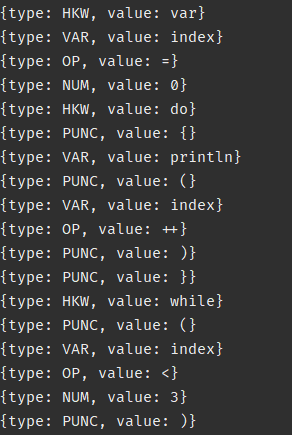 {type: HKW, value: var}
{type: VAR, value: index}
{type: OP, value: =}
{type: NUM, value: 0}
{type: HKW, value: do}
{type: PUNC, value: {}
{type: VAR, value: println}
{type: PUNC, value: (}
{type: VAR, value: index}
{type: OP, value: ++}
{type: PUNC, value: )}
{type: PUNC, value: }}
{type: HKW, value: while}
{type: PUNC, value: (}
{type: VAR, value: index}
{type: OP, value: <}
{type: NUM, value: 3}
{type: PUNC, value: )}